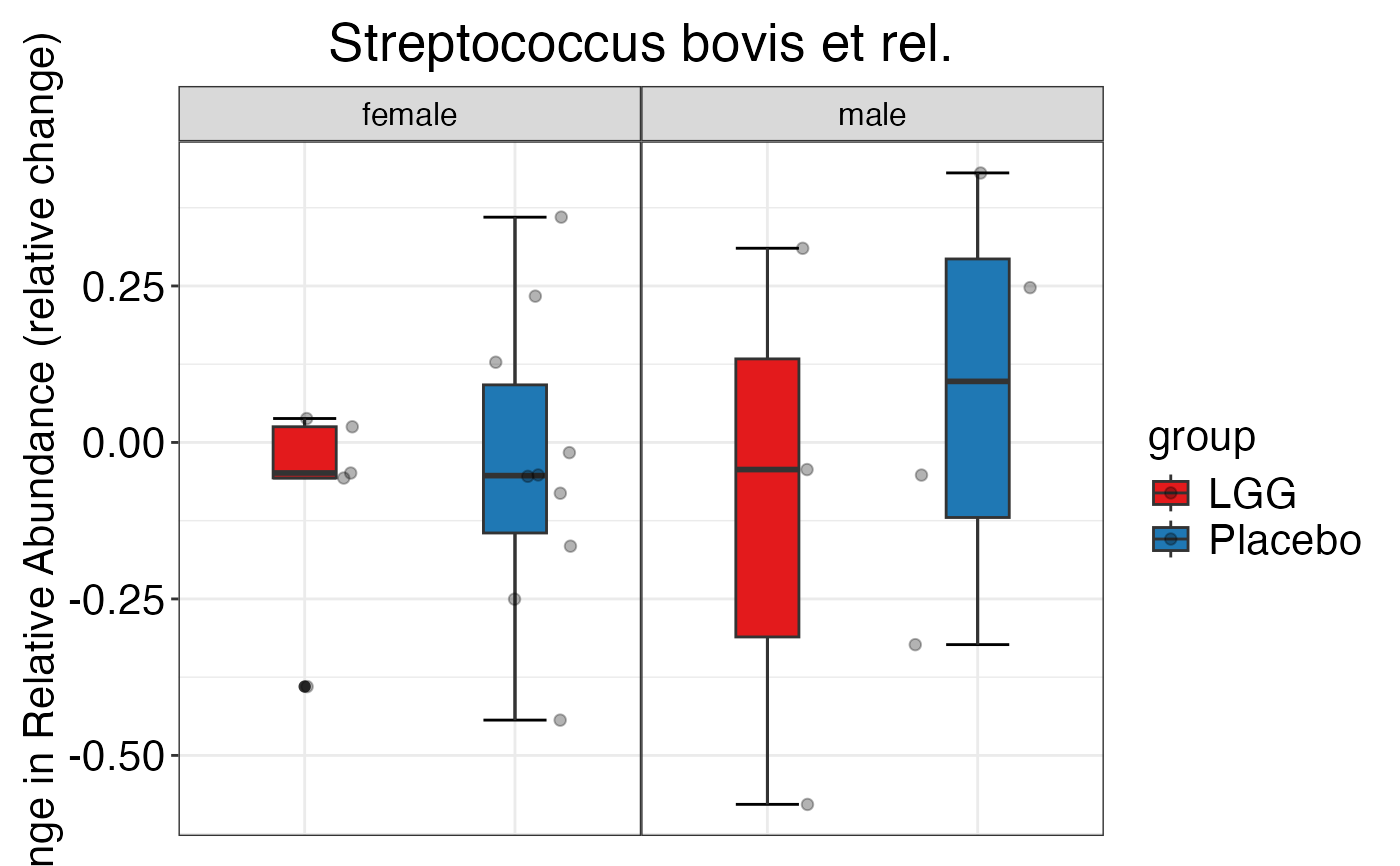 Streptococcus bovis et rel.
female
male
nge in Relative Abundance (relative change)
0.25
0.00
-0.25
-0.50
group
LGG
Placebo